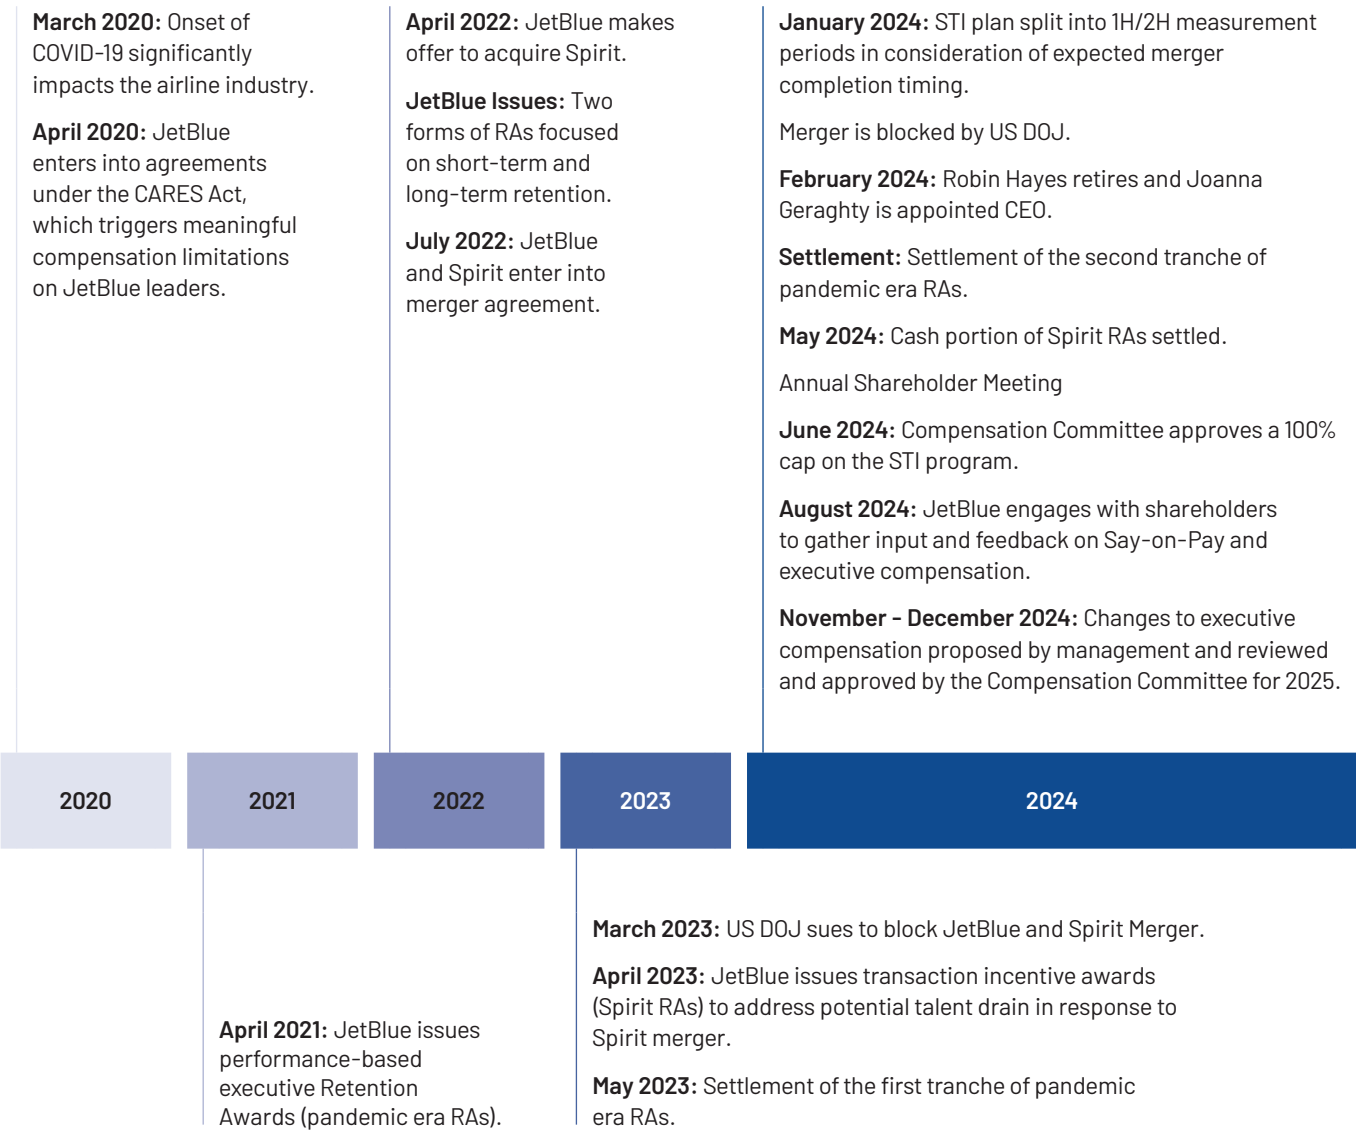 March 2020: Onset of
COVID-19 significantly
impacts the airline industry.
April 2020: JetBlue
enters into agreements
under the CARES Act,
which triggers meaningful
compensation limitations
on JetBlue leaders.
April 2022: JetBlue makes
offer to acquire Spirit.
JetBlue Issues: Two
forms of RAs focused
on short-term and
long-term retention.
July 2022: JetBlue
and Spirit enter into
merger agreement.
January 2024: STI plan split into 1H/2H measurement
periods in consideration of expected merger
completion timing.
Merger is blocked by US DOJ.
February 2024: Robin Hayes retires and Joanna
Geraghty is appointed CEO.
Settlement: Settlement of the second tranche of
pandemic era RAs.
May 2024: Cash portion of Spirit RAs settled.
Annual Shareholder Meeting
June 2024: Compensation Committee approves a 100%
cap on the STI program.
August 2024: JetBlue engages with shareholders
to gather input and feedback on Say-on-Pay and
executive compensation.
November - December 2024: Changes to executive
compensation proposed by management and reviewed
and approved by the Compensation Committee for 2025.
2020
2021
2022
2023
2024
April 2021: JetBlue issues
performance-based
executive Retention
Awards (pandemic era RAs).
March 2023: US DOJ sues to block JetBlue and Spirit Merger.
April 2023: JetBlue issues transaction incentive awards
(Spirit RAs) to address potential talent drain in response to
Spirit merger.
May 2023: Settlement of the first tranche of pandemic
era RAs.